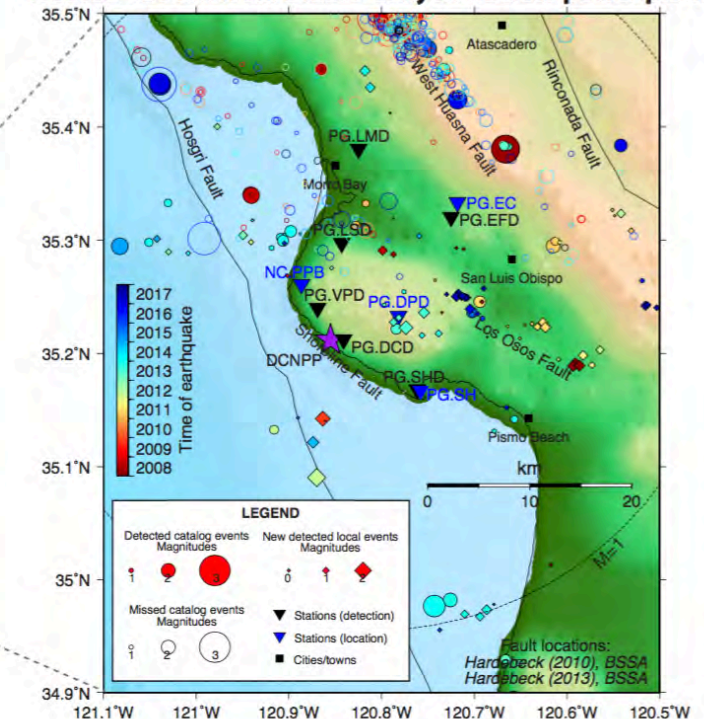 35.5˚N
Atascadero
West Huasna Fault
Rinconada Fault
35.4˚N
Hosgri Fault
PG.LMD
Morro Bay
PG.EC
PG.EFD
35.3˚N
PG.LSD
San Luis Obispo
NC.PPB
PG.VPD
PG.DPD
Los Osos Fault
2017
2016
2015
2014
2013
2012
2011
2010
2009
2008
Time of earthquake
35.2˚N
DCNPP
PG.DCD
Shoreline Fault
PG.SHD
PG.SH
Pismo Beach
35.1˚N
km
0 10 20
LEGEND
Detected catalog events
Magnitudes
1 2 3
New detected local events
Magnitudes
0 1 2
Missed catalog events
Magnitudes
1 2 3
Stations (detection)
Stations (location)
Cities/towns
35˚N
M=1
Fault locations:
Hardebeck (2010), BSSA
Hardebeck (2013), BSSA
34.9˚N
121.1˚W 121˚W 120.9˚W 120.8˚W 120.7˚W 120.6˚W 120.5˚W